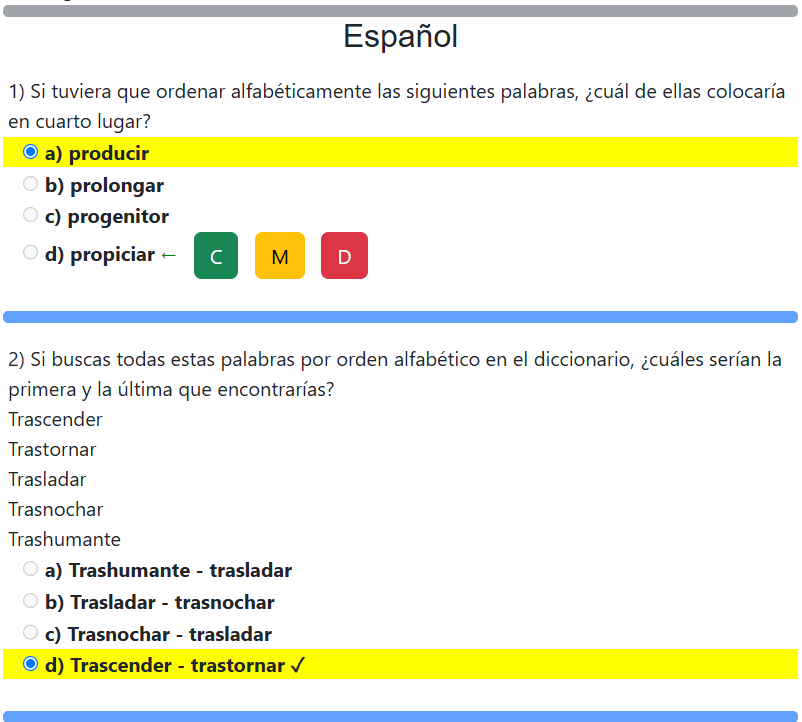 Español
1) Si tuviera que ordenar alfabéticamente las siguientes palabras, ¿cuál de ellas colocaría
en cuarto lugar?
a) producir
b) prolongar
c) progenitor
d) propiciar ← C M D
2) Si buscas todas estas palabras por orden alfabético en el diccionario, ¿cuáles serían la
primera y la última que encontrarías?
Trascender
Trastornar
Trasladar
Trasnochar
Trashumante
a) Trashumante - trasladar
b) Trasladar - trasnochar
c) Trasnochar - trasladar
d) Trascender - trastornar ✓